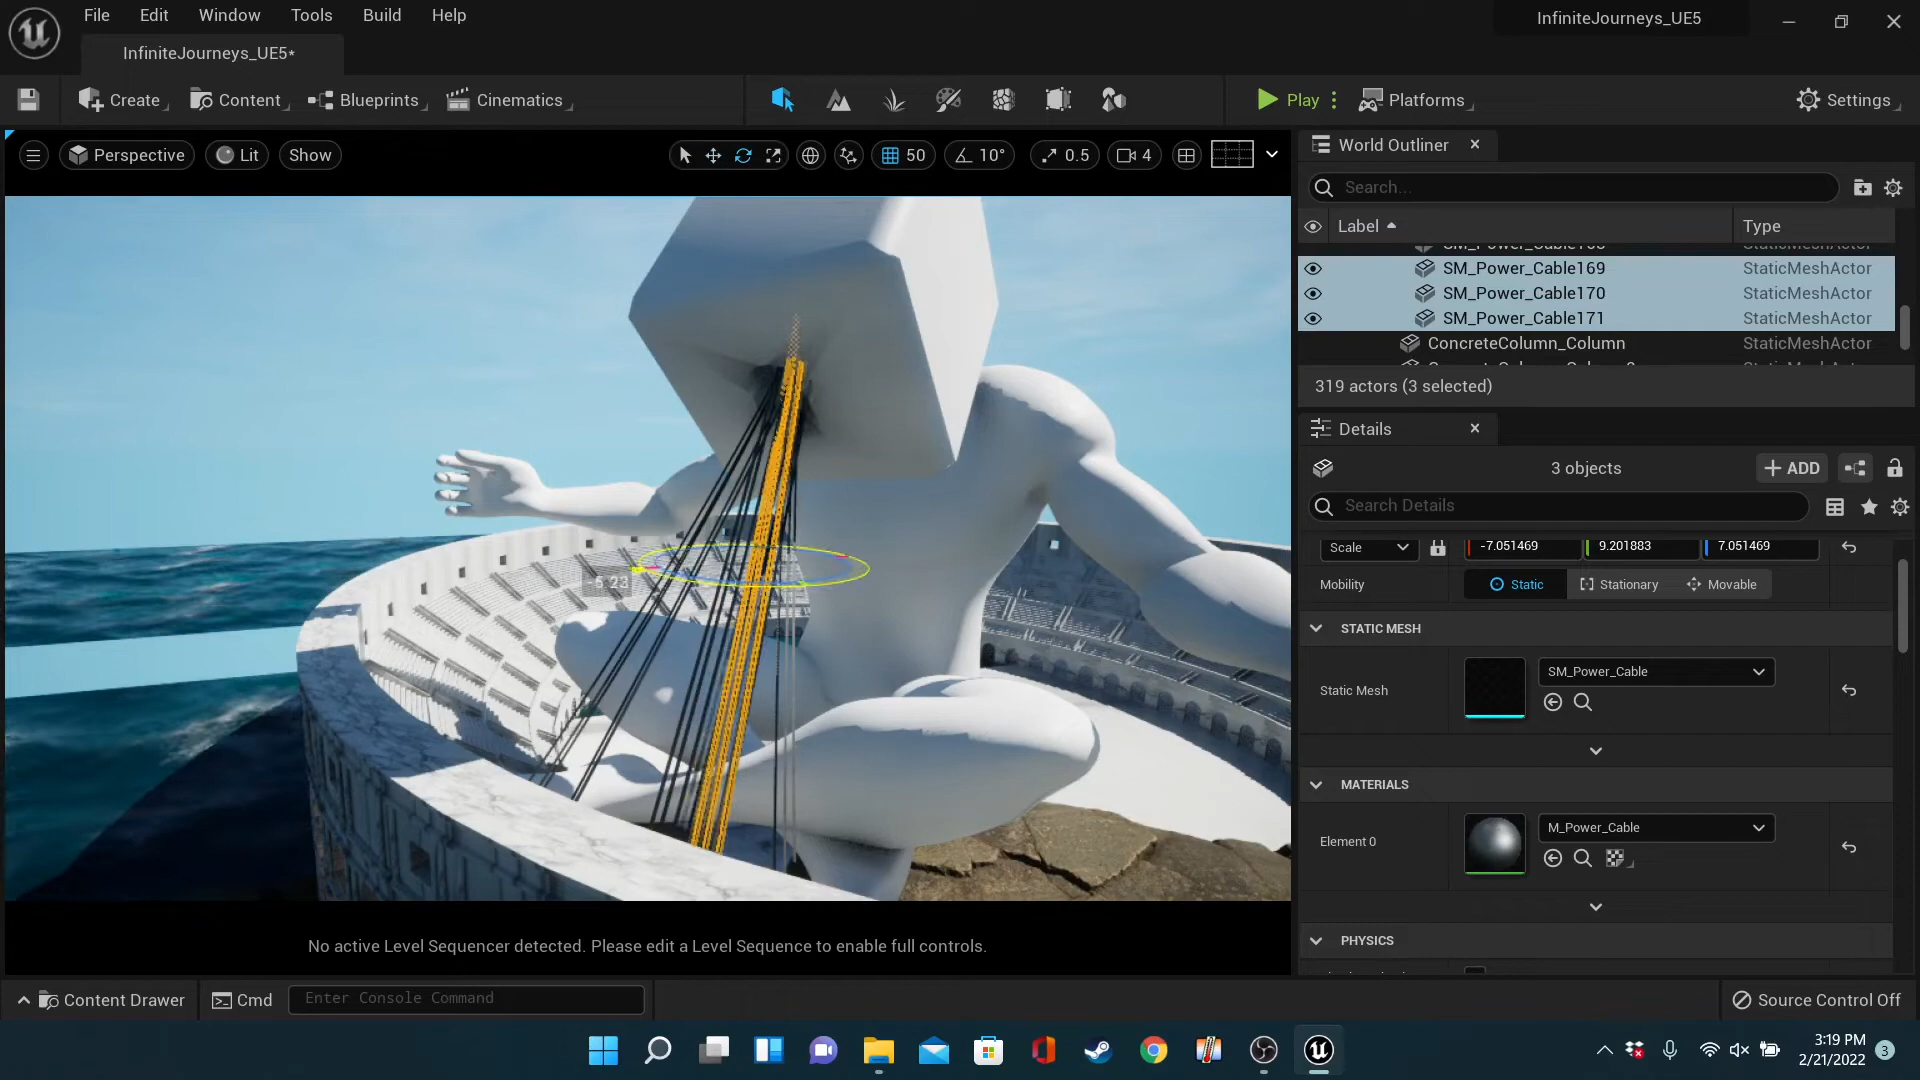 File Edit Window Tools Build Help
InfiniteJourneys_UE5
InfiniteJourneys_UE5*
Create Content Blueprints Cinematics Play Platforms Settings
Perspective Lit Show 50 10° 0.5 4
World Outliner
Search...
Label Type
SM_Power_Cable169 StaticMeshActor
SM_Power_Cable170 StaticMeshActor
SM_Power_Cable171 StaticMeshActor
ConcreteColumn_Column StaticMeshActor
319 actors (3 selected)
Details
3 objects ADD
Search Details
Scale -7.051469 9.201883 7.051469
Mobility Static Stationary Movable
STATIC MESH
Static Mesh SM_Power_Cable
MATERIALS
Element 0 M_Power_Cable
PHYSICS
-5.23
No active Level Sequencer detected. Please edit a Level Sequence to enable full controls.
Content Drawer Cmd Enter Console Command Source Control Off
3:19 PM
2/21/2022 3